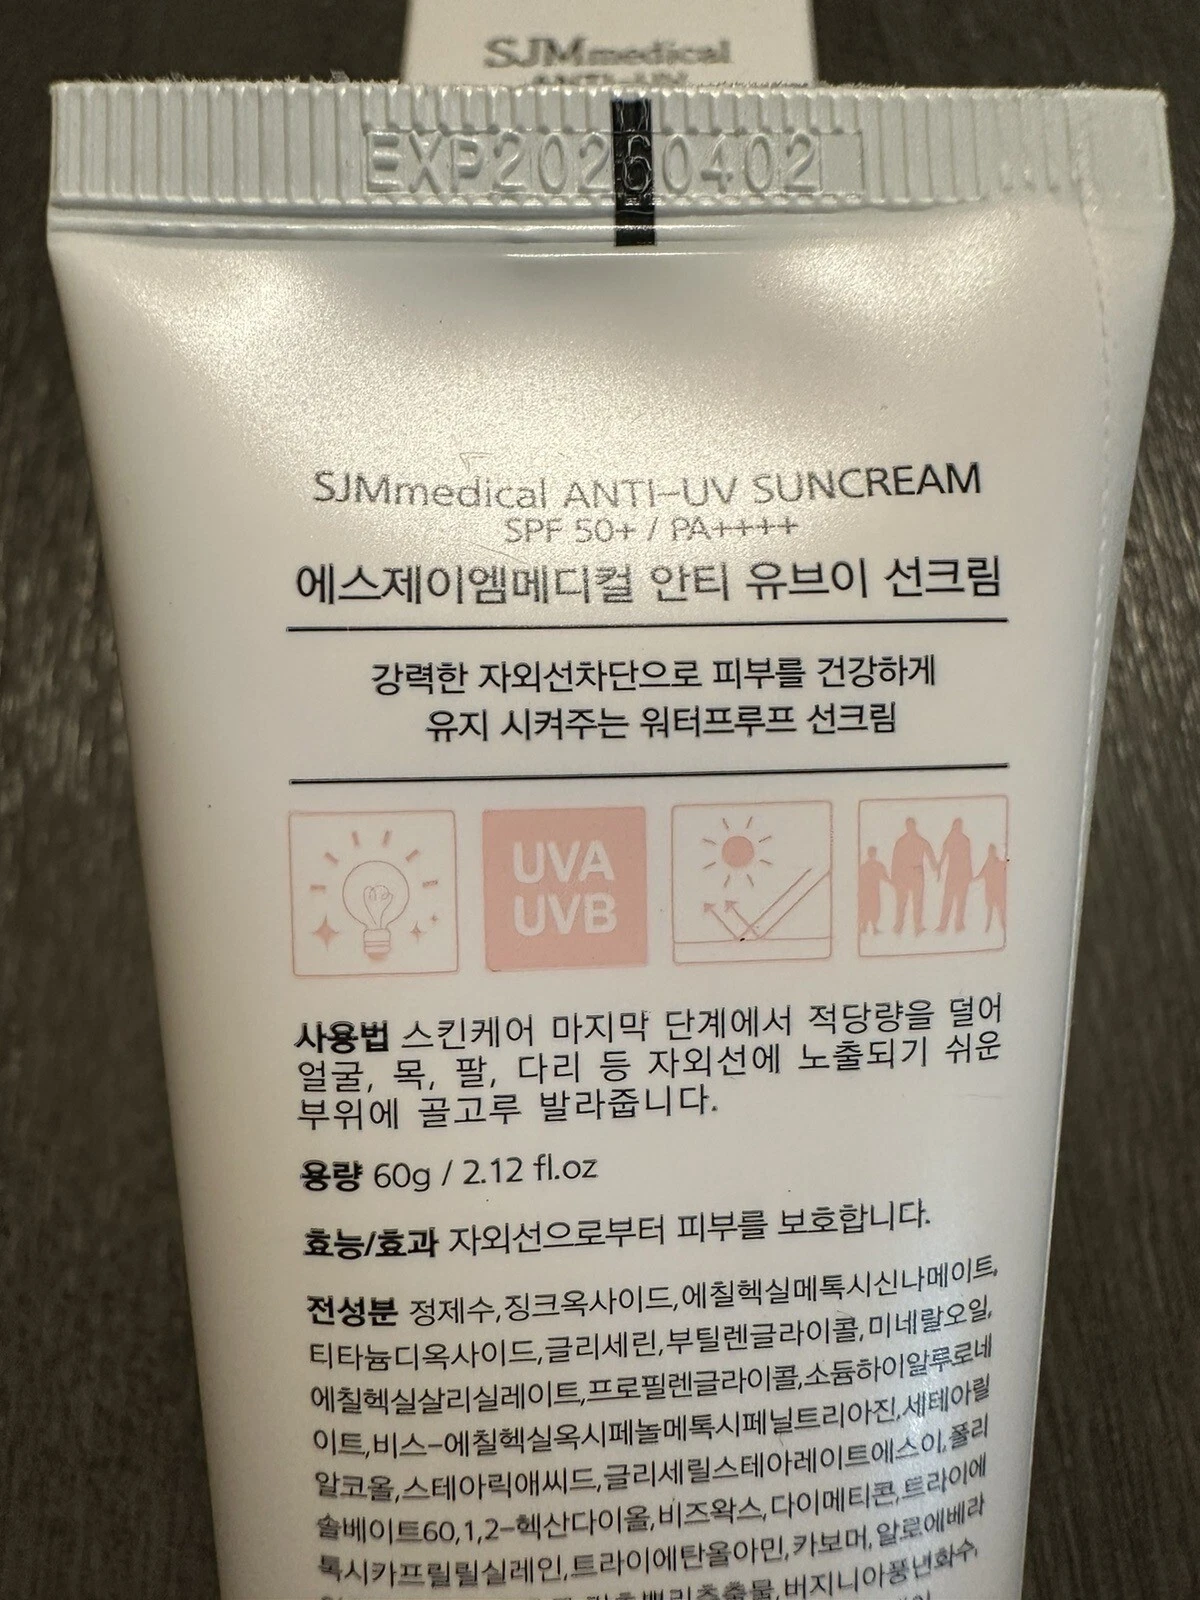 SJMmedical
ANTI-UV
EXP20260402
SJMmedical ANTI-UV SUNCREAM
SPF 50+ / PA++++
에스제이엠메디컬 안티 유브이 선크림
강력한 자외선차단으로 피부를 건강하게
유지 시켜주는 워터프루프 선크림
UVA
UVB
사용법 스킨케어 마지막 단계에서 적당량을 덜어
얼굴, 목, 팔, 다리 등 자외선에 노출되기 쉬운
부위에 골고루 발라줍니다.
용량 60g / 2.12 fl.oz
효능/효과 자외선으로부터 피부를 보호합니다.
전성분 정제수,징크옥사이드,에칠헥실메톡시신나메이트,
티타늄디옥사이드,글리세린,부틸렌글라이콜,미네랄오일,
에칠헥실살리실레이트,프로필렌글라이콜,소듐하이알루로네
이트,비스-에칠헥실옥시페놀메톡시페닐트리아진,세테아릴
알코올,스테아릭애씨드,글리세릴스테아레이트에스이,폴리
솔베이트60,1,2-헥산다이올,비즈왁스,다이메티콘,트라이에
톡시카프릴릴실레인,트라이에탄올아민,카보머,알로에베라
버지니아풍년화수,